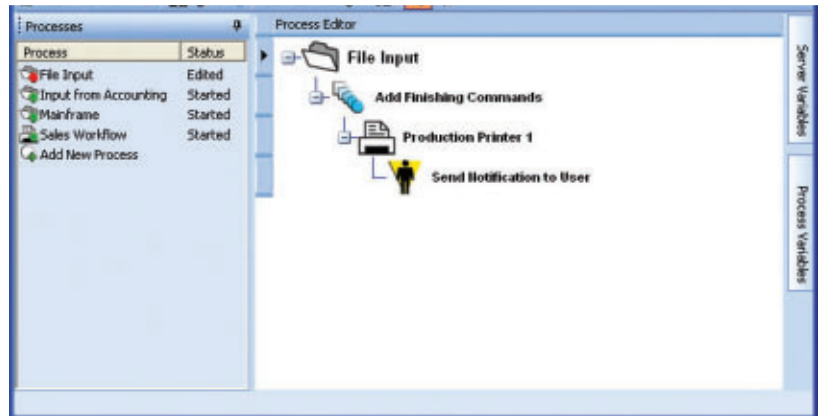 Processes
Process Editor
Process Status
File Input Edited
Input from Accounting Started
Mainframe Started
Sales Workflow Started
Add New Process
File Input
Add Finishing Commands
Production Printer 1
Send Notification to User
Server Variables
Process Variables